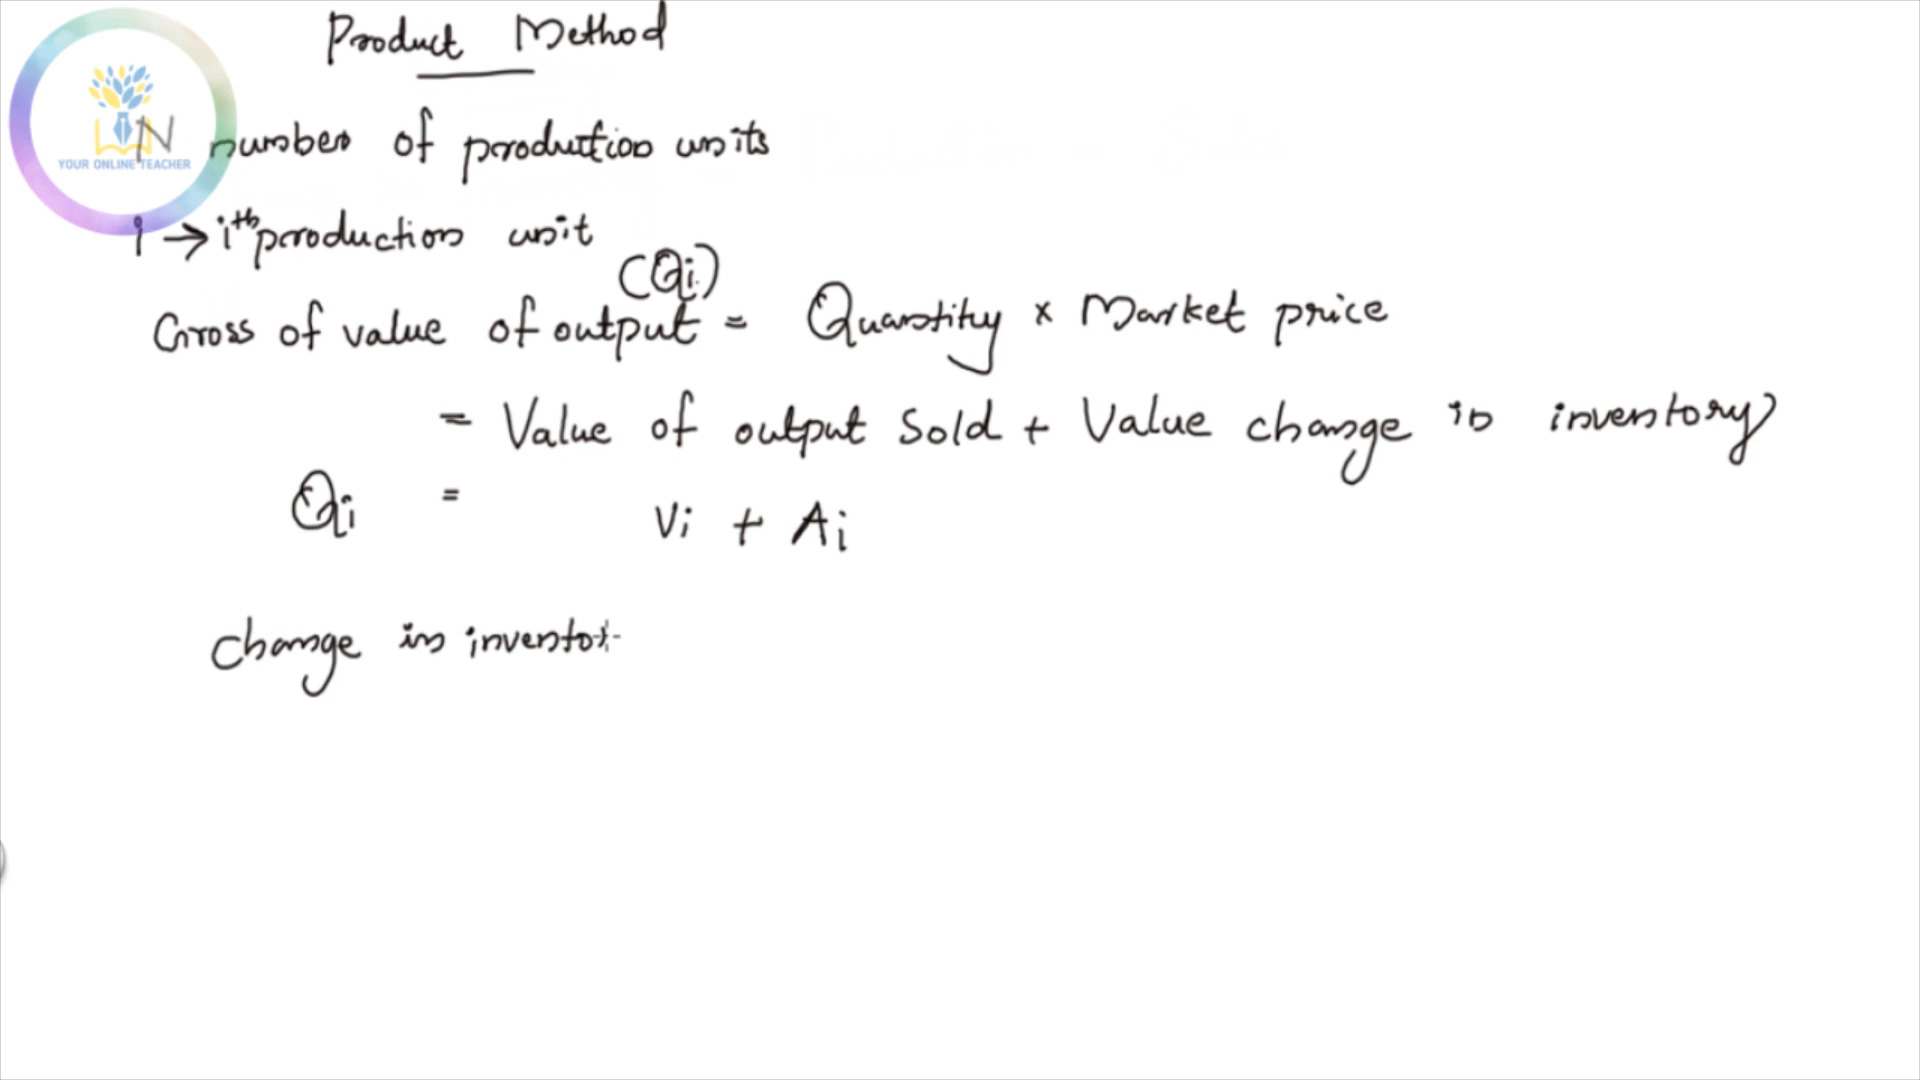 Product Method
N number of production units
YOUR ONLINE TEACHER
i → ith production unit
(Qi)
Gross of value of output = Quantity × Market price
= Value of output Sold + Value change in inventory
Qi = Vi + Ai
change in inventor